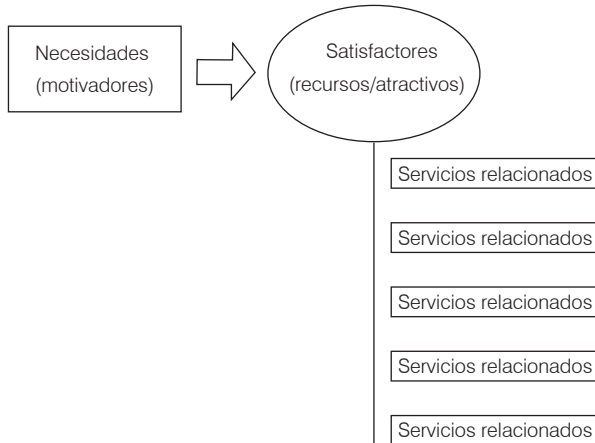 Necesidades
(motivadores)
Satisfactores
(recursos/atractivos)
Servicios relacionados
Servicios relacionados
Servicios relacionados
Servicios relacionados
Servicios relacionados